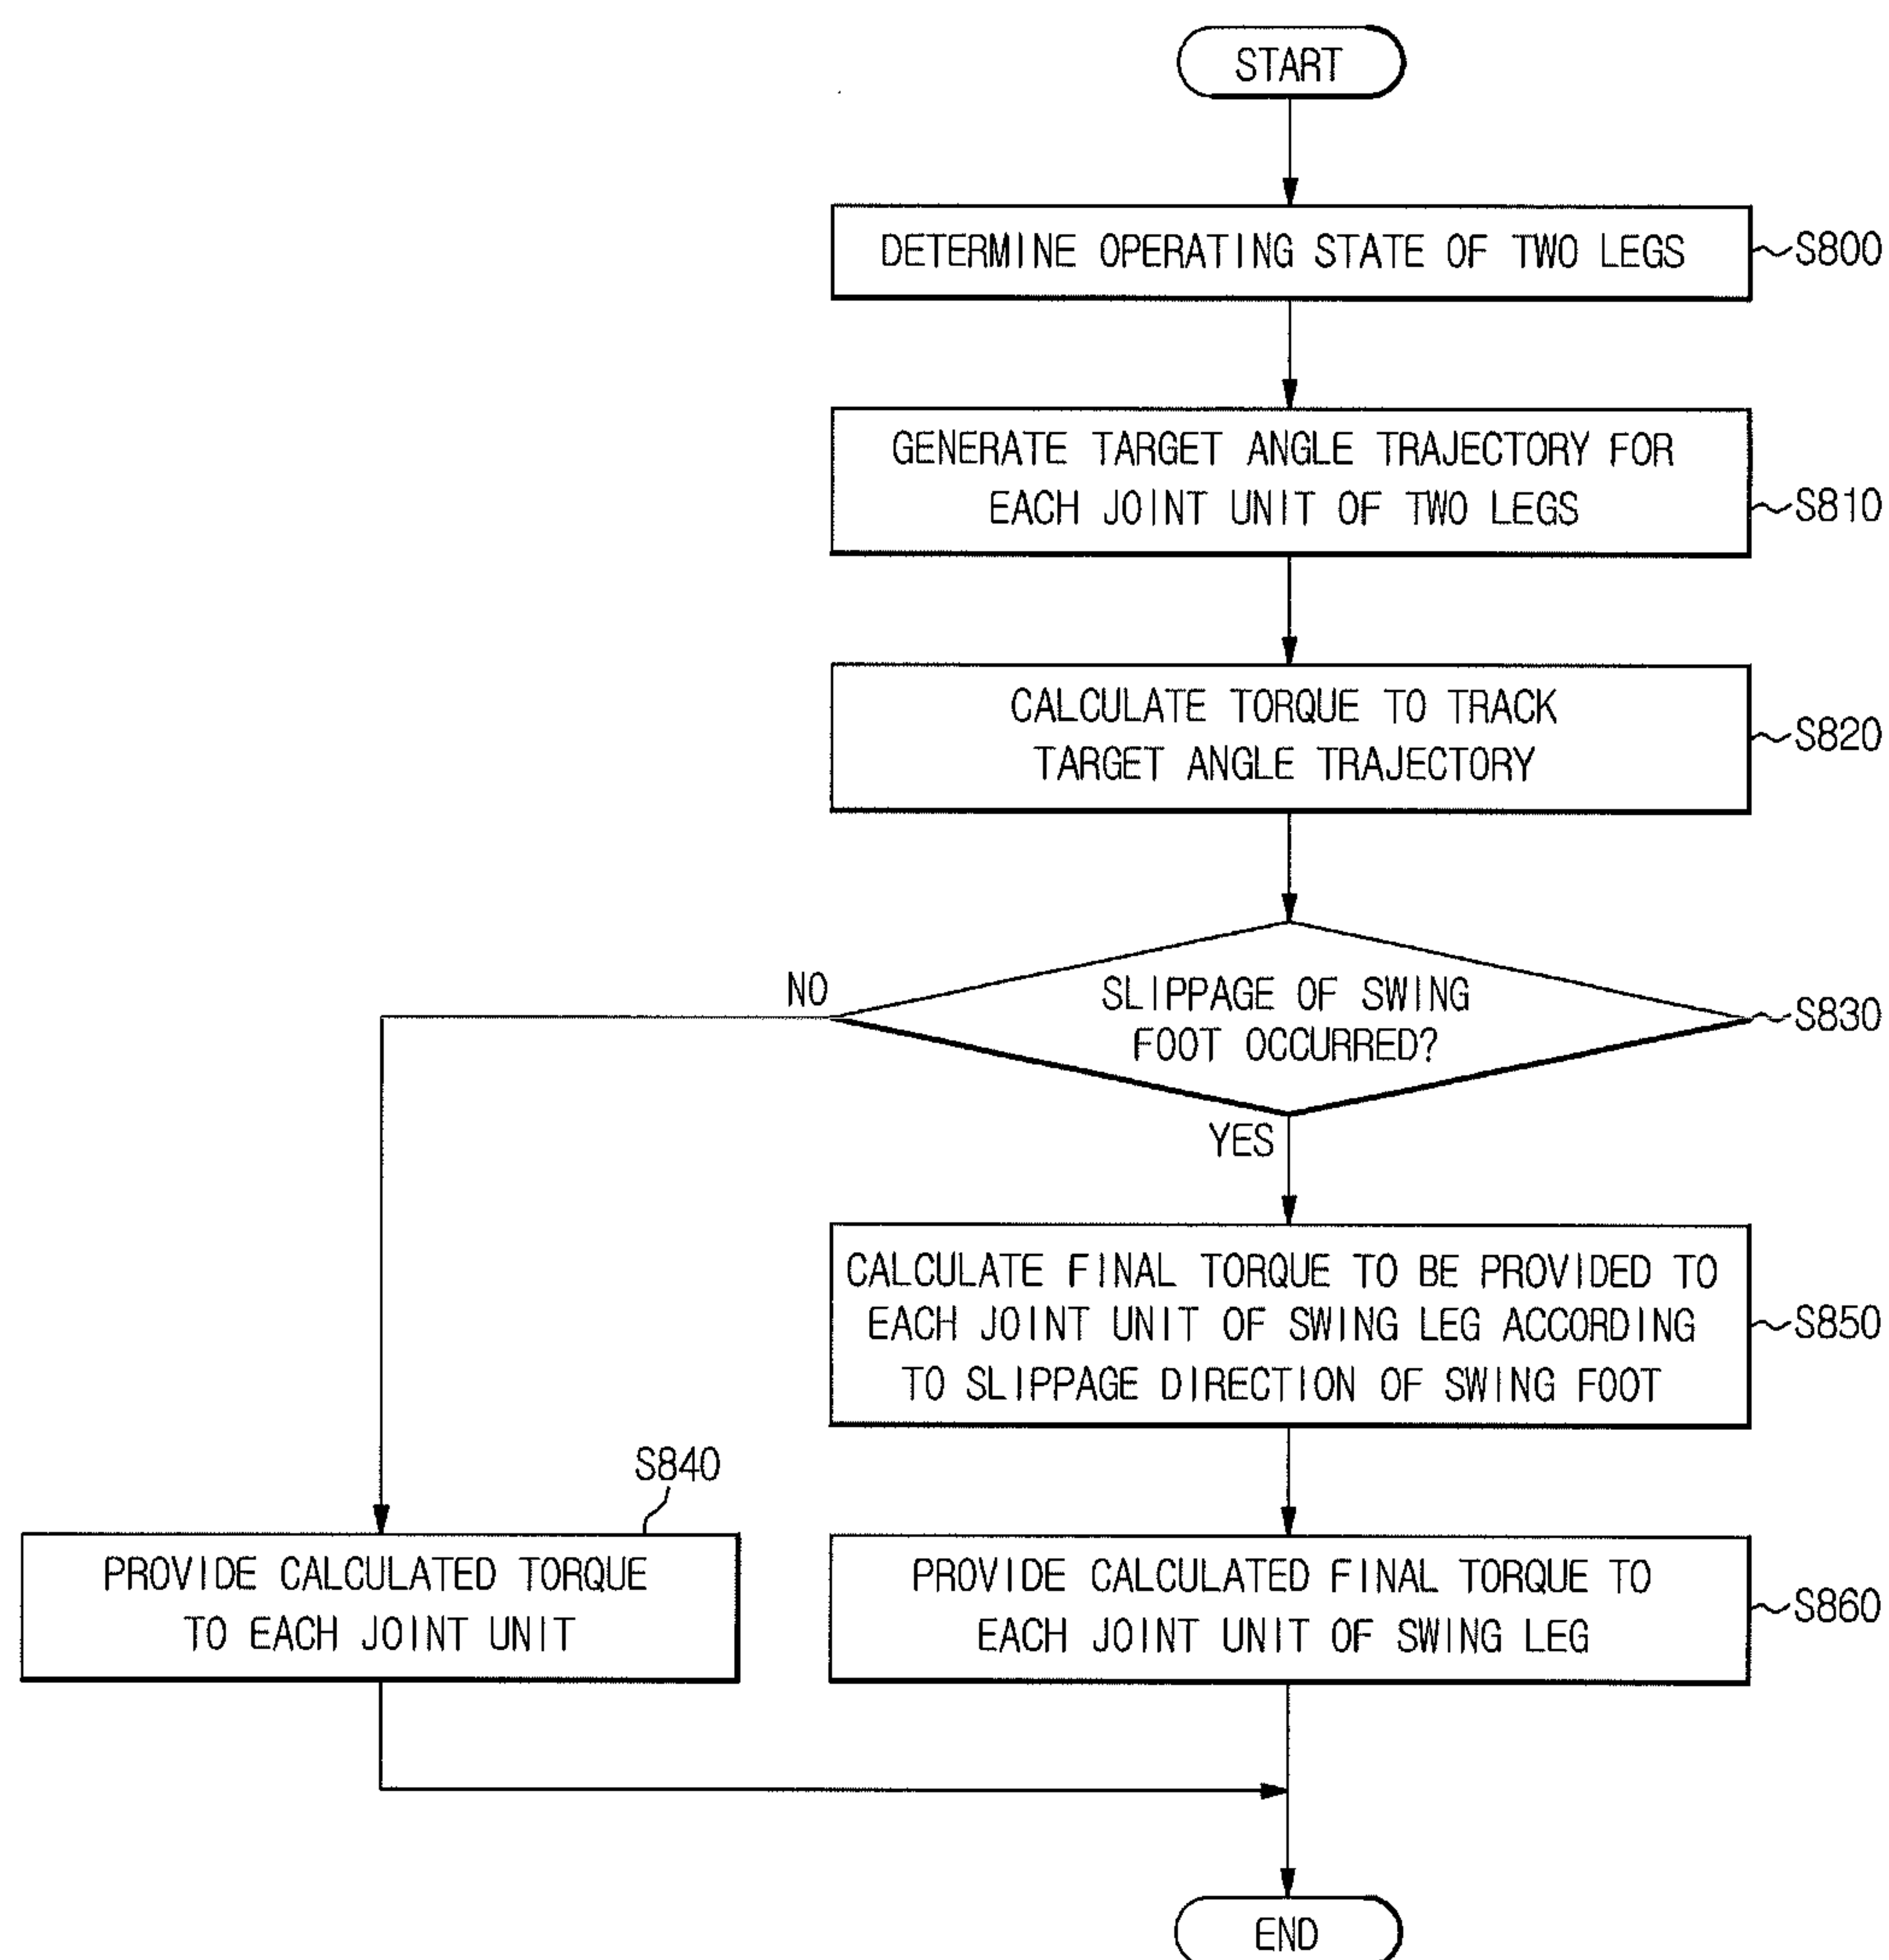 START
DETERMINE OPERATING STATE OF TWO LEGS
S800
GENERATE TARGET ANGLE TRAJECTORY FOR
EACH JOINT UNIT OF TWO LEGS
S810
CALCULATE TORQUE TO TRACK
TARGET ANGLE TRAJECTORY
S820
NO
SLIPPAGE OF SWING
FOOT OCCURRED?
S830
YES
CALCULATE FINAL TORQUE TO BE PROVIDED TO
EACH JOINT UNIT OF SWING LEG ACCORDING
TO SLIPPAGE DIRECTION OF SWING FOOT
S850
S840
PROVIDE CALCULATED TORQUE
TO EACH JOINT UNIT
PROVIDE CALCULATED FINAL TORQUE TO
EACH JOINT UNIT OF SWING LEG
S860
END